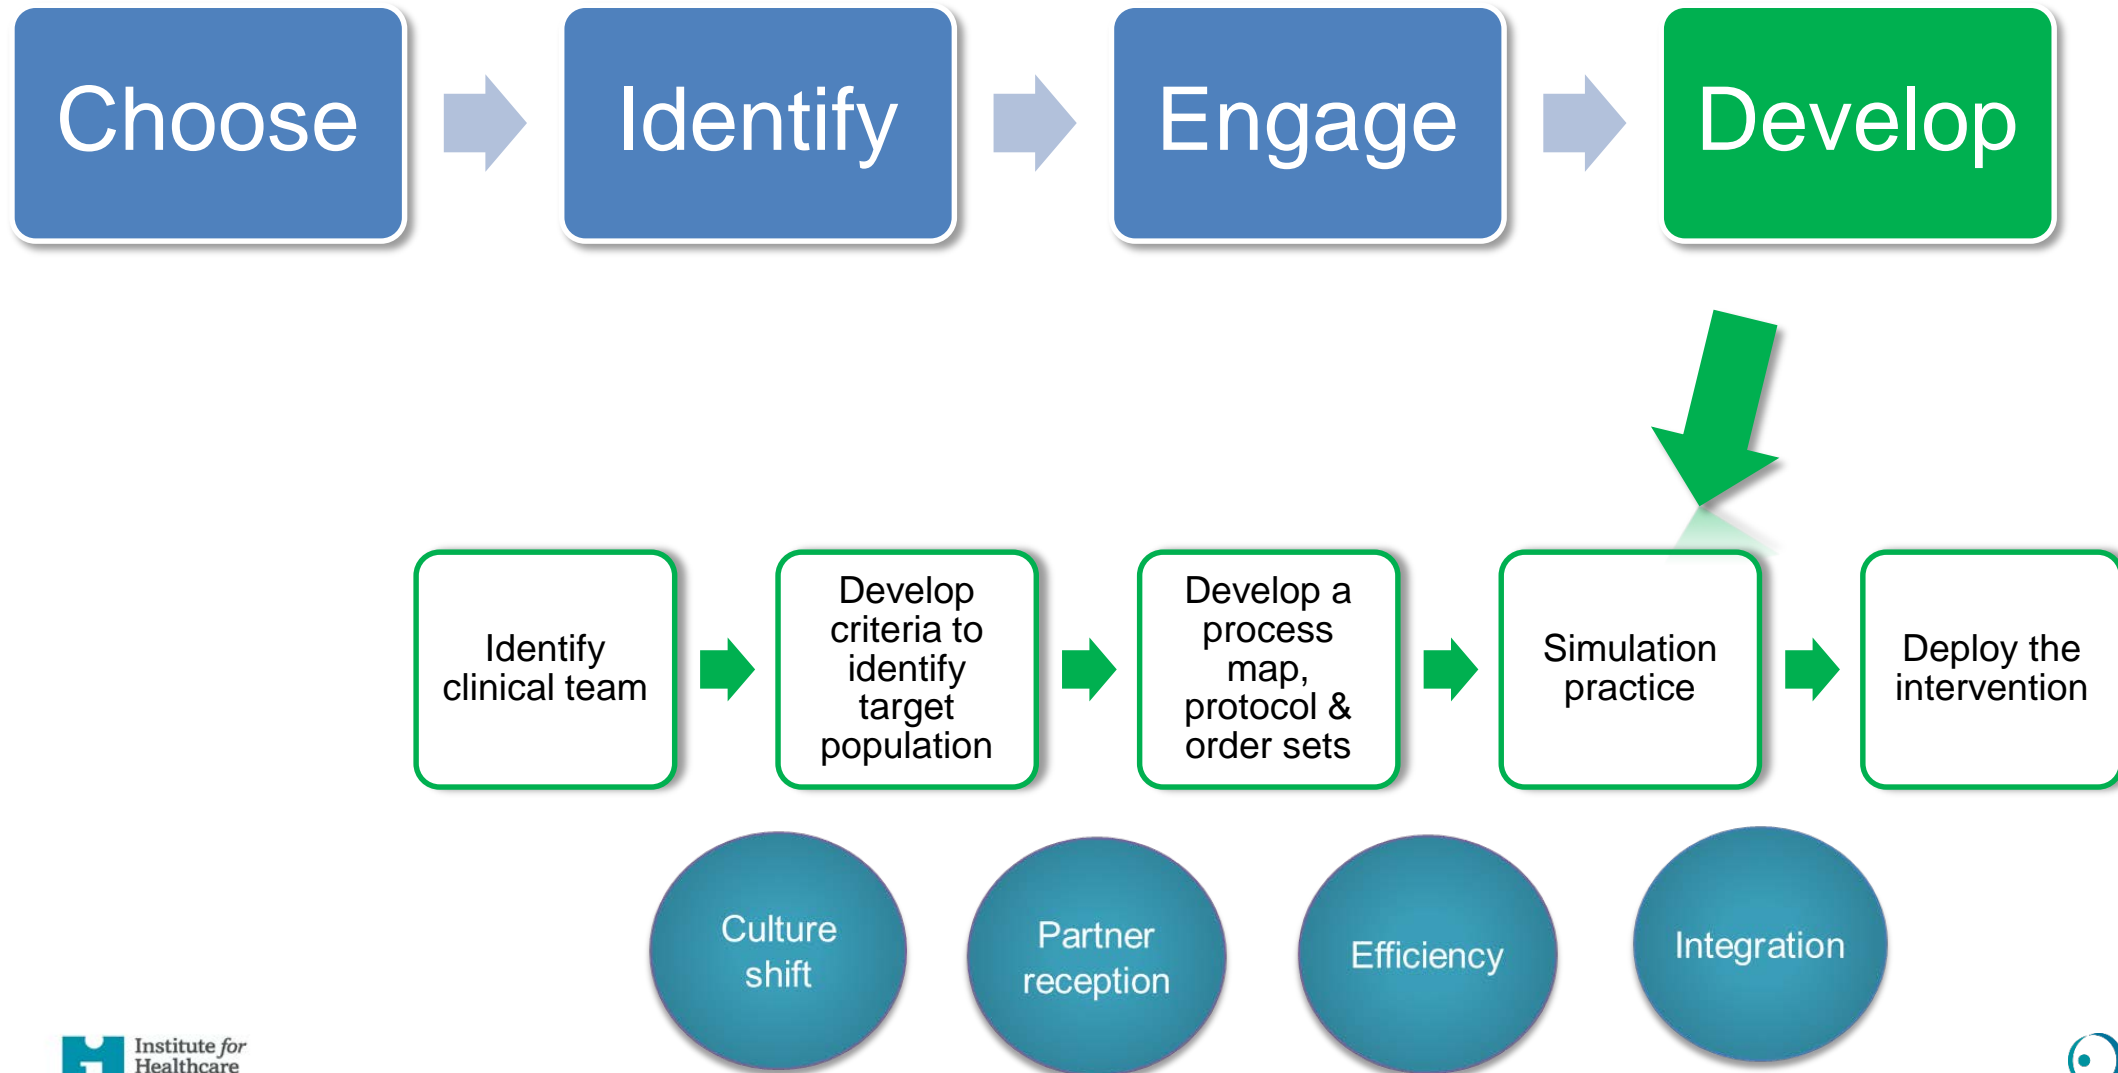 Choose
Identify
Engage
Develop
Identify
clinical team
Develop
criteria to
identify
target
population
Develop a
process
map,
protocol &
order sets
Simulation
practice
Deploy the
intervention
Culture
shift
Partner
reception
Efficiency
Integration
Institute for
Healthcare